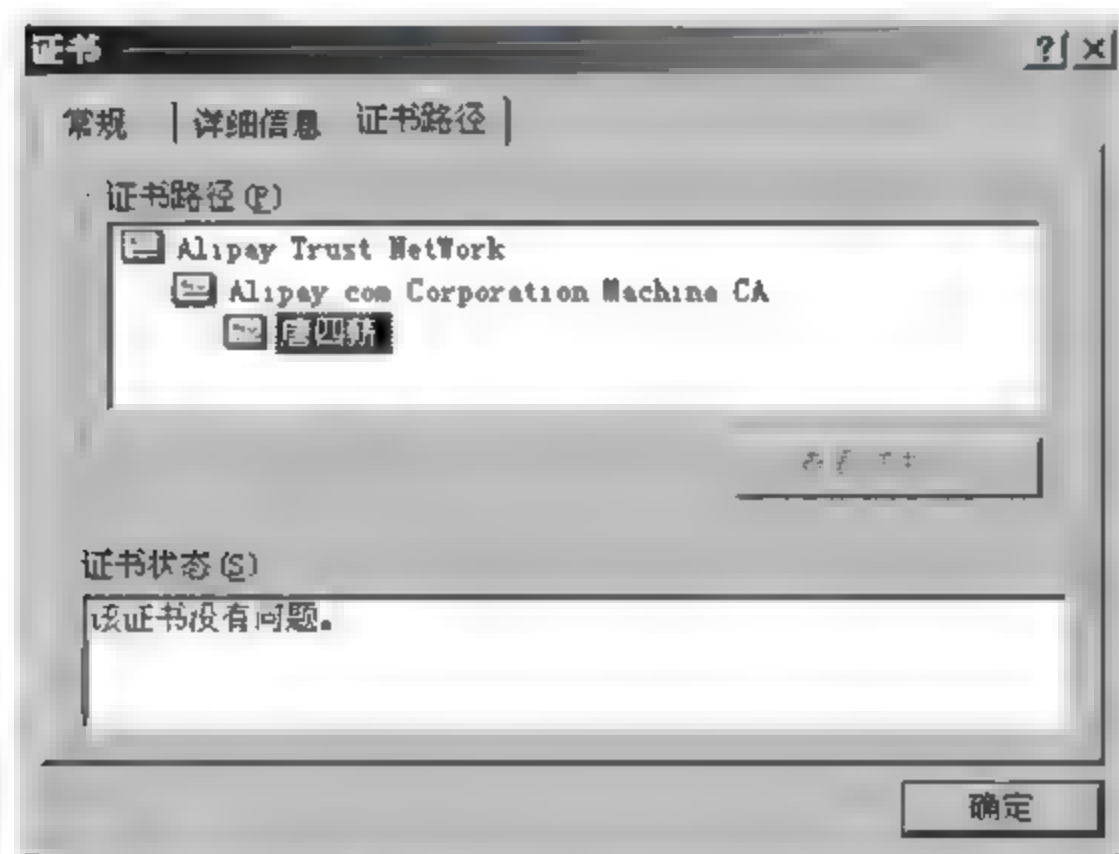 证书
常规 详细信息 证书路径
证书路径(P)
Alipay Trust NetWork
Alipay com Corporation Machine CA
唐四薪
证书状态(S)
该证书没有问题。
确定